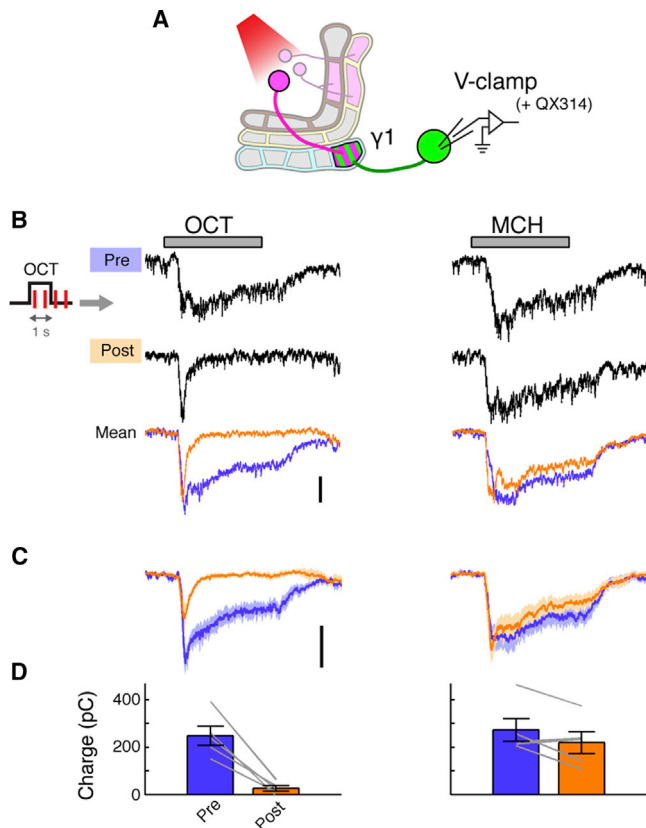 A
V-clamp
(+ QX314)
γ1
B
OCT
MCH
OCT
Pre
1 s
Post
Mean
C
D
Charge (pC)
400
200
0
Pre
Post